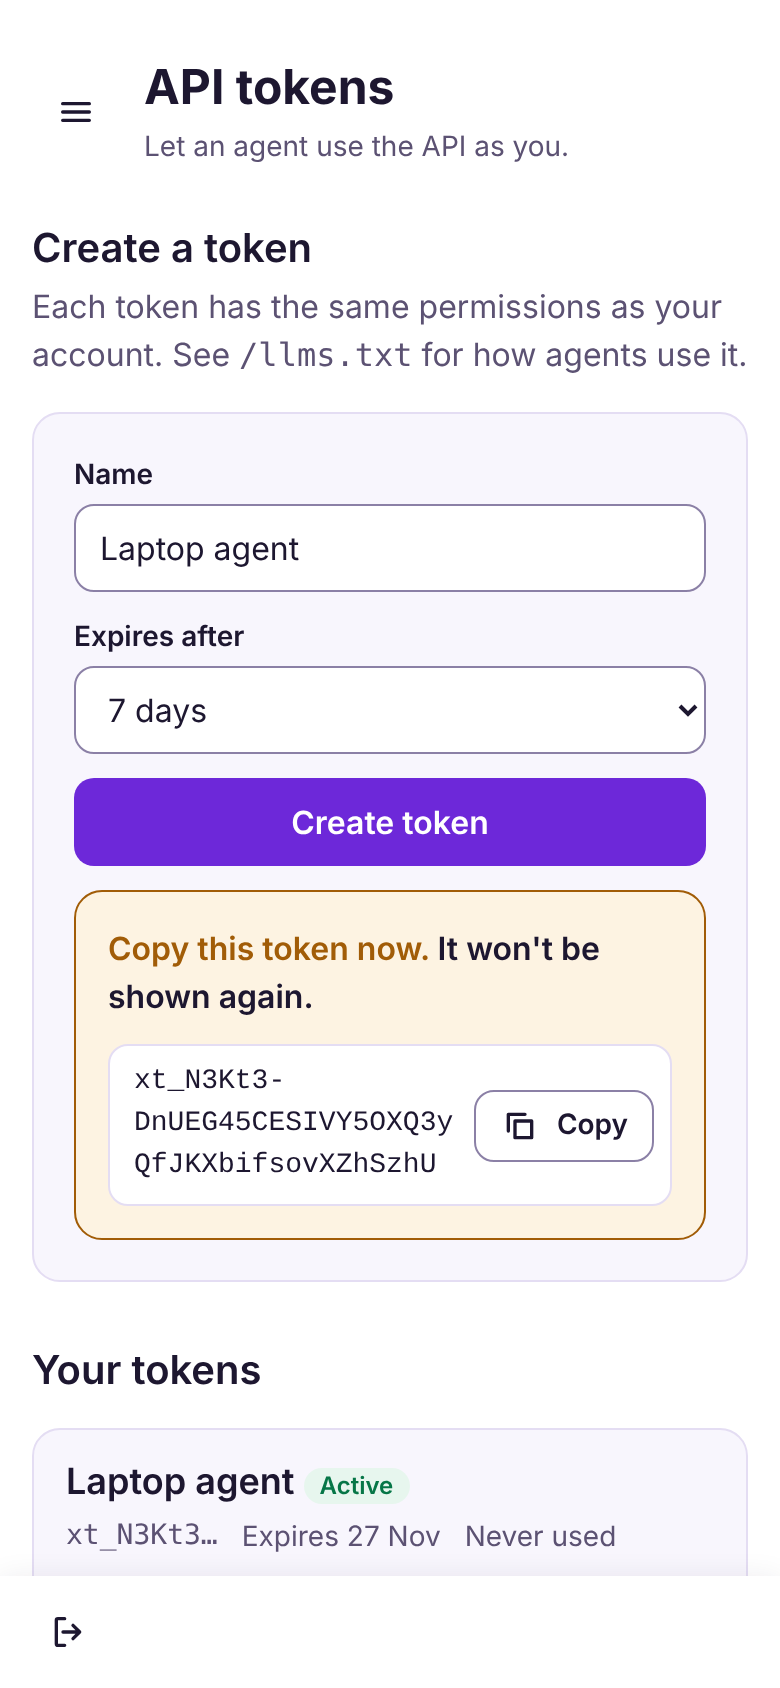 API tokens
Let an agent use the API as you.
Create a token
Each token has the same permissions as your
account. See /llms.txt for how agents use it.
Name
Laptop agent
Expires after
7 days
Create token
Copy this token now. It won't be
shown again.
xt_N3Kt3-
DnUEG45CESIVY5OXQ3y
QfJKXbifsovXZhSzhU
Copy
Your tokens
Laptop agent Active
xt_N3Kt3… Expires 27 Nov Never used